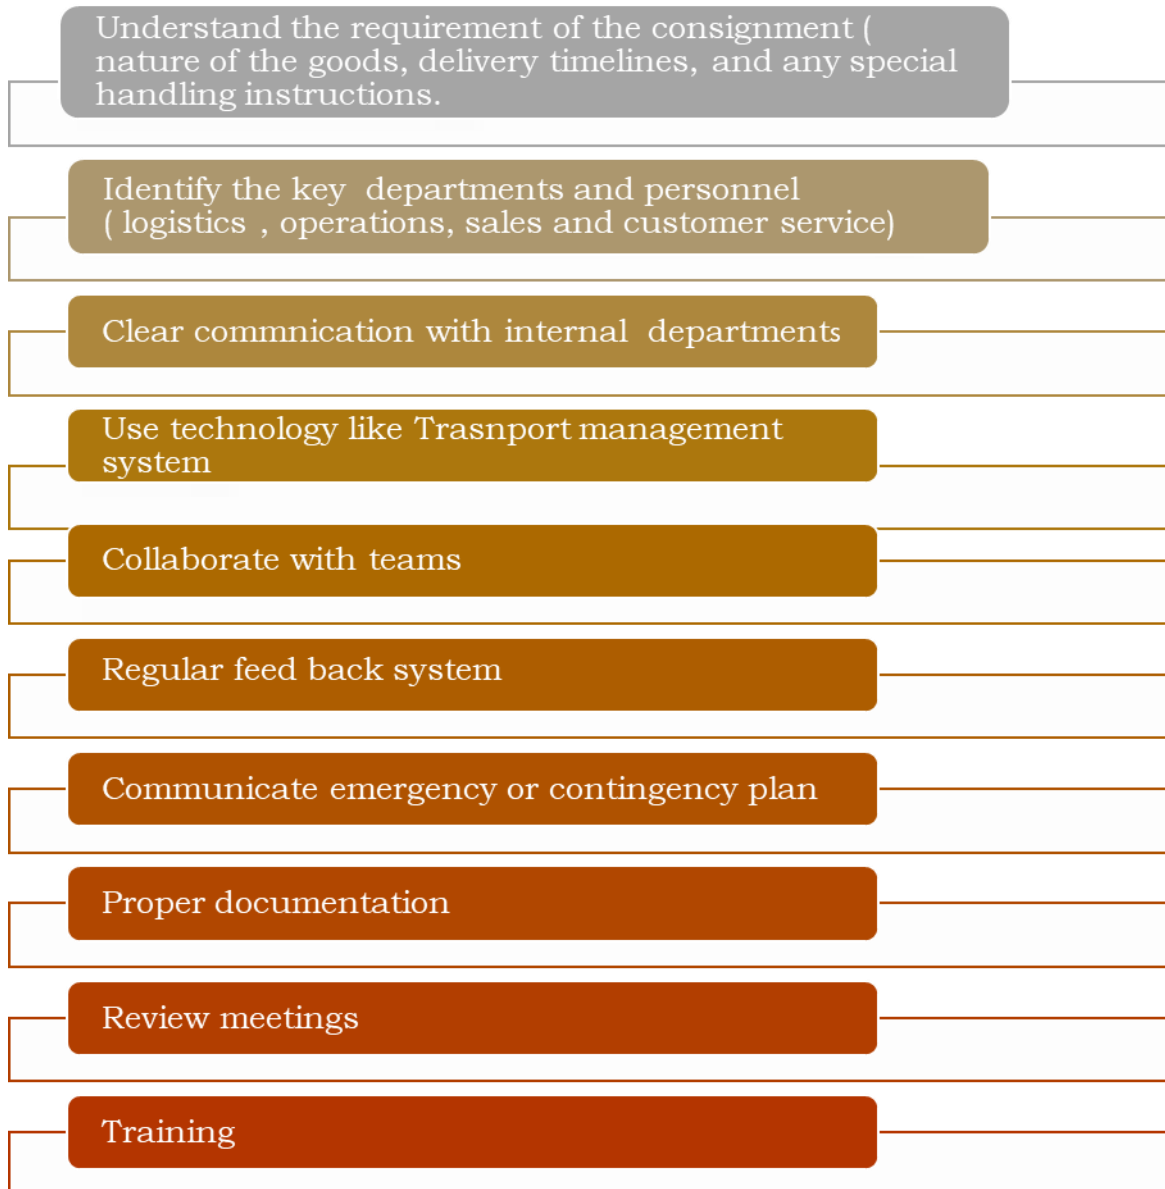 Understand the requirement of the consignment (
nature of the goods, delivery timelines, and any special
handling instructions.
Identify the key departments and personnel
( logistics , operations, sales and customer service)
Clear commnication with internal departments
Use technology like Trasnport management
system
Collaborate with teams
Regular feed back system
Communicate emergency or contingency plan
Proper documentation
Review meetings
Training